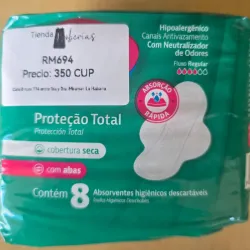 Tienda
RM694
Precio: 350 CUP
Hipoalergênico
Canais Antivazamento
Com Neutralizador
de Odores
Fluxo Regular
ABSORÇÃO
RÁPIDA
Proteção Total
Protección Total
cobertura seca
com abas
Contém 8
Absorventes higiênicos descartáveis